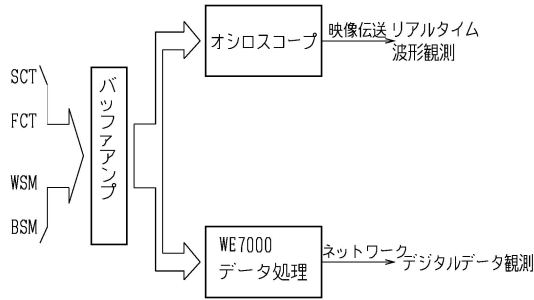 SCT
FCT
WSM
BSM
バッファアンプ
オシロスコープ
映像伝送 リアルタイム
波形観測
WE7000
データ処理
ネットワーク
デジタルデータ観測